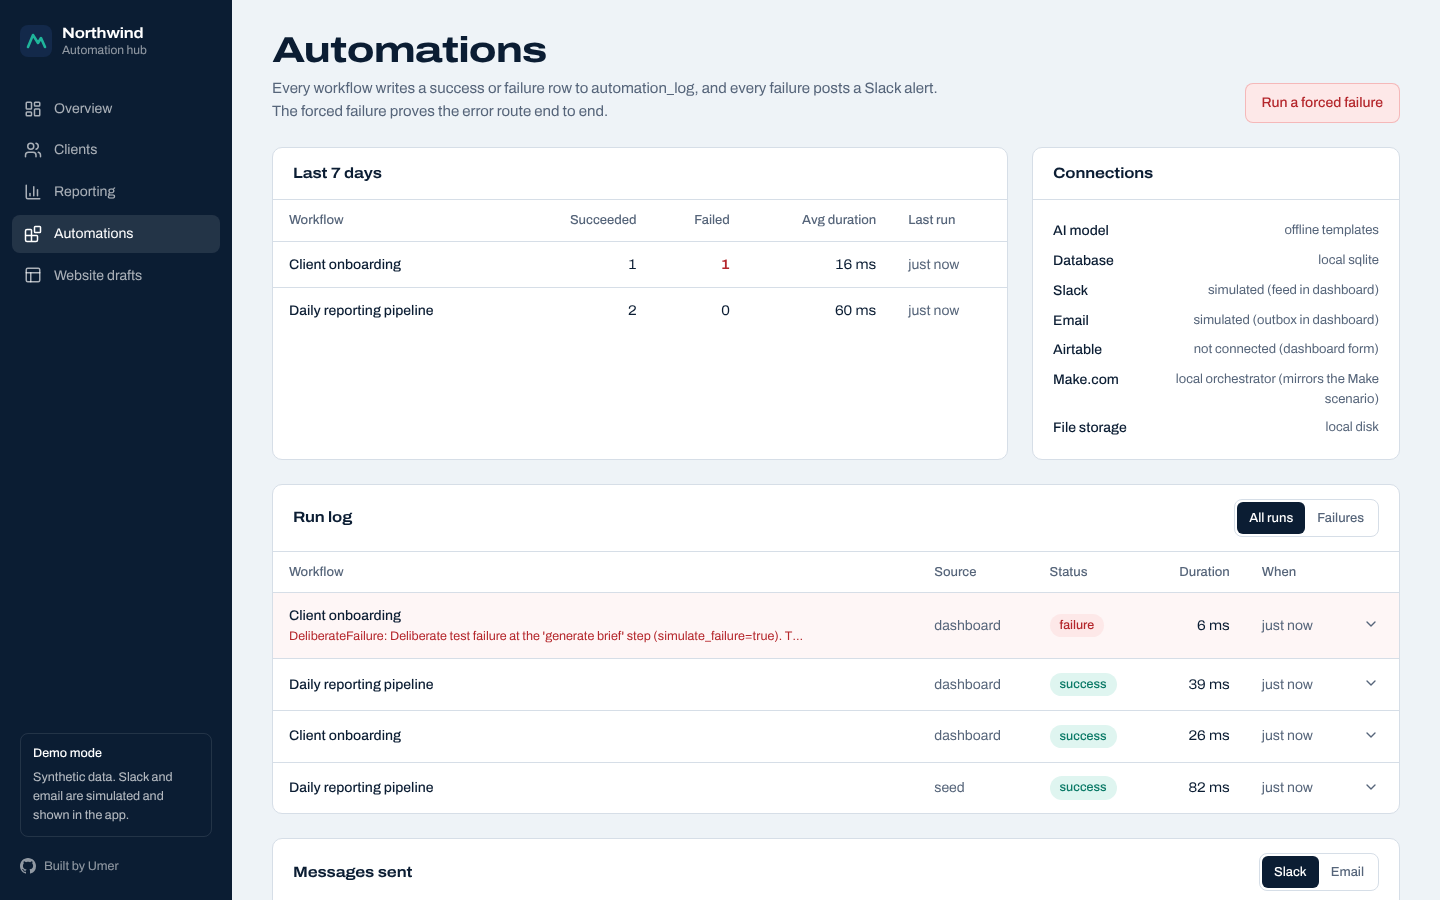 Northwind
Automation hub
Overview
Clients
Reporting
Automations
Website drafts
Demo mode
Synthetic data. Slack and
email are simulated and
shown in the app.
Built by Umer
Automations
Every workflow writes a success or failure row to automation_log, and every failure posts a Slack alert.
The forced failure proves the error route end to end.
Run a forced failure
Last 7 days
Workflow Succeeded Failed Avg duration Last run
Client onboarding 1 1 16 ms just now
Daily reporting pipeline 2 0 60 ms just now
Connections
AI model offline templates
Database local sqlite
Slack simulated (feed in dashboard)
Email simulated (outbox in dashboard)
Airtable not connected (dashboard form)
Make.com local orchestrator (mirrors the Make
scenario)
File storage local disk
Run log
All runs Failures
Workflow Source Status Duration When
Client onboarding
DeliberateFailure: Deliberate test failure at the 'generate brief' step (simulate_failure=true). T...
dashboard failure 6 ms just now
Daily reporting pipeline dashboard success 39 ms just now
Client onboarding dashboard success 26 ms just now
Daily reporting pipeline seed success 82 ms just now
Messages sent
Slack Email